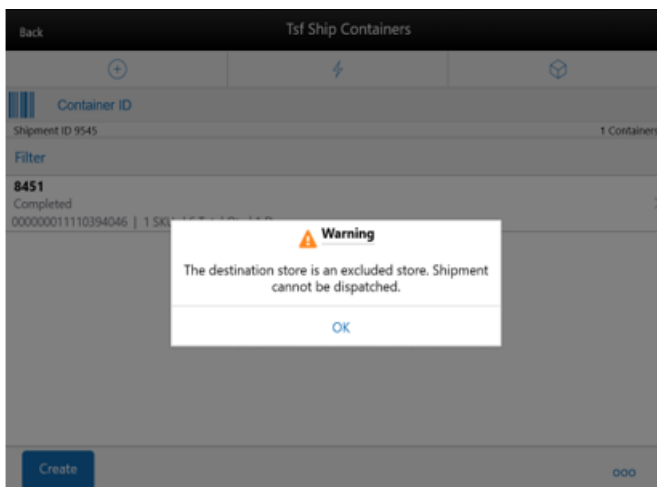 Back
Tsf Ship Containers
Container ID
Shipment ID 9545
1 Containers
Filter
8451
Completed
000000011110394046 | 1 SKU
Warning
The destination store is an excluded store. Shipment
cannot be dispatched.
OK
Create